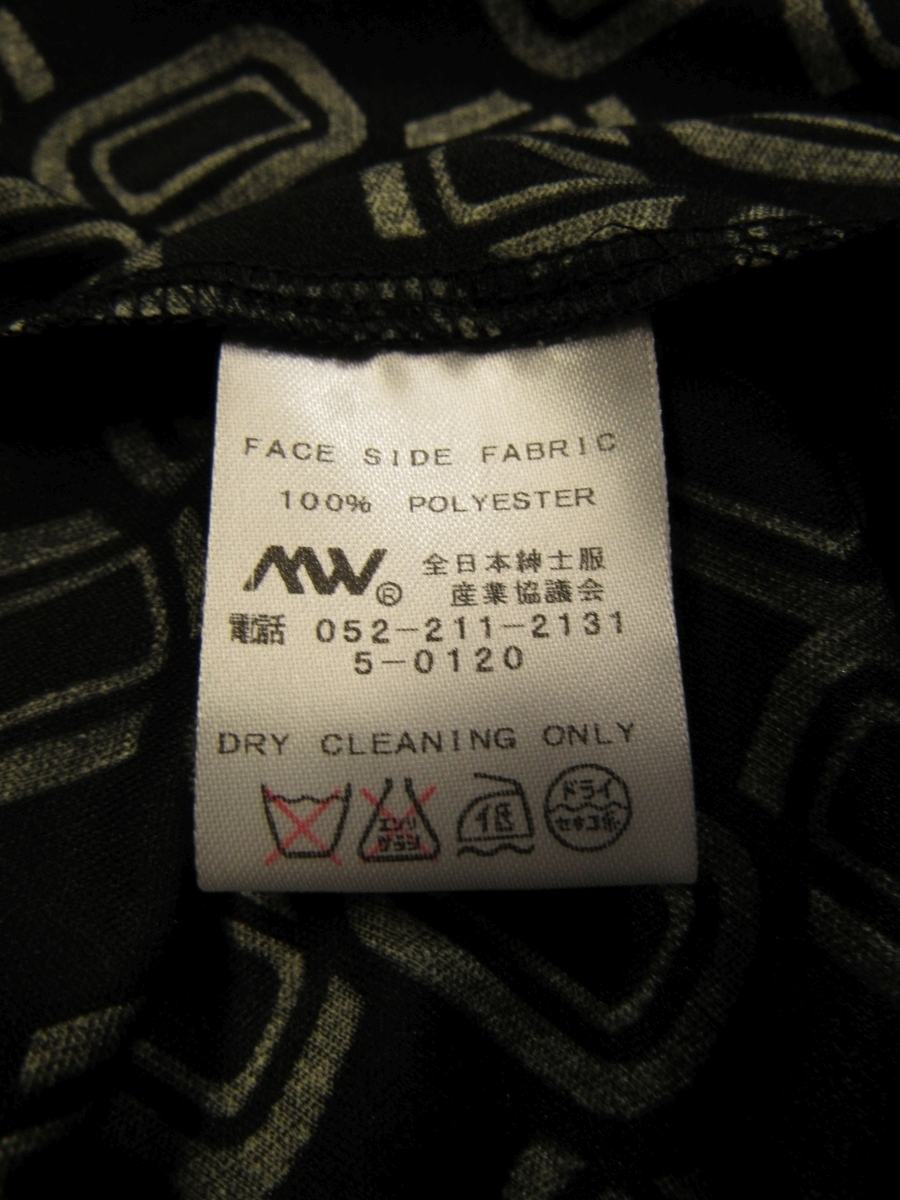 FACE SIDE FABRIC
100% POLYESTER
MW® 全日本紳士服
産業協議会
電話 052-211-2131
5-0120
DRY CLEANING ONLY
エンソ
サラシ
低
ドライ
セキユ系